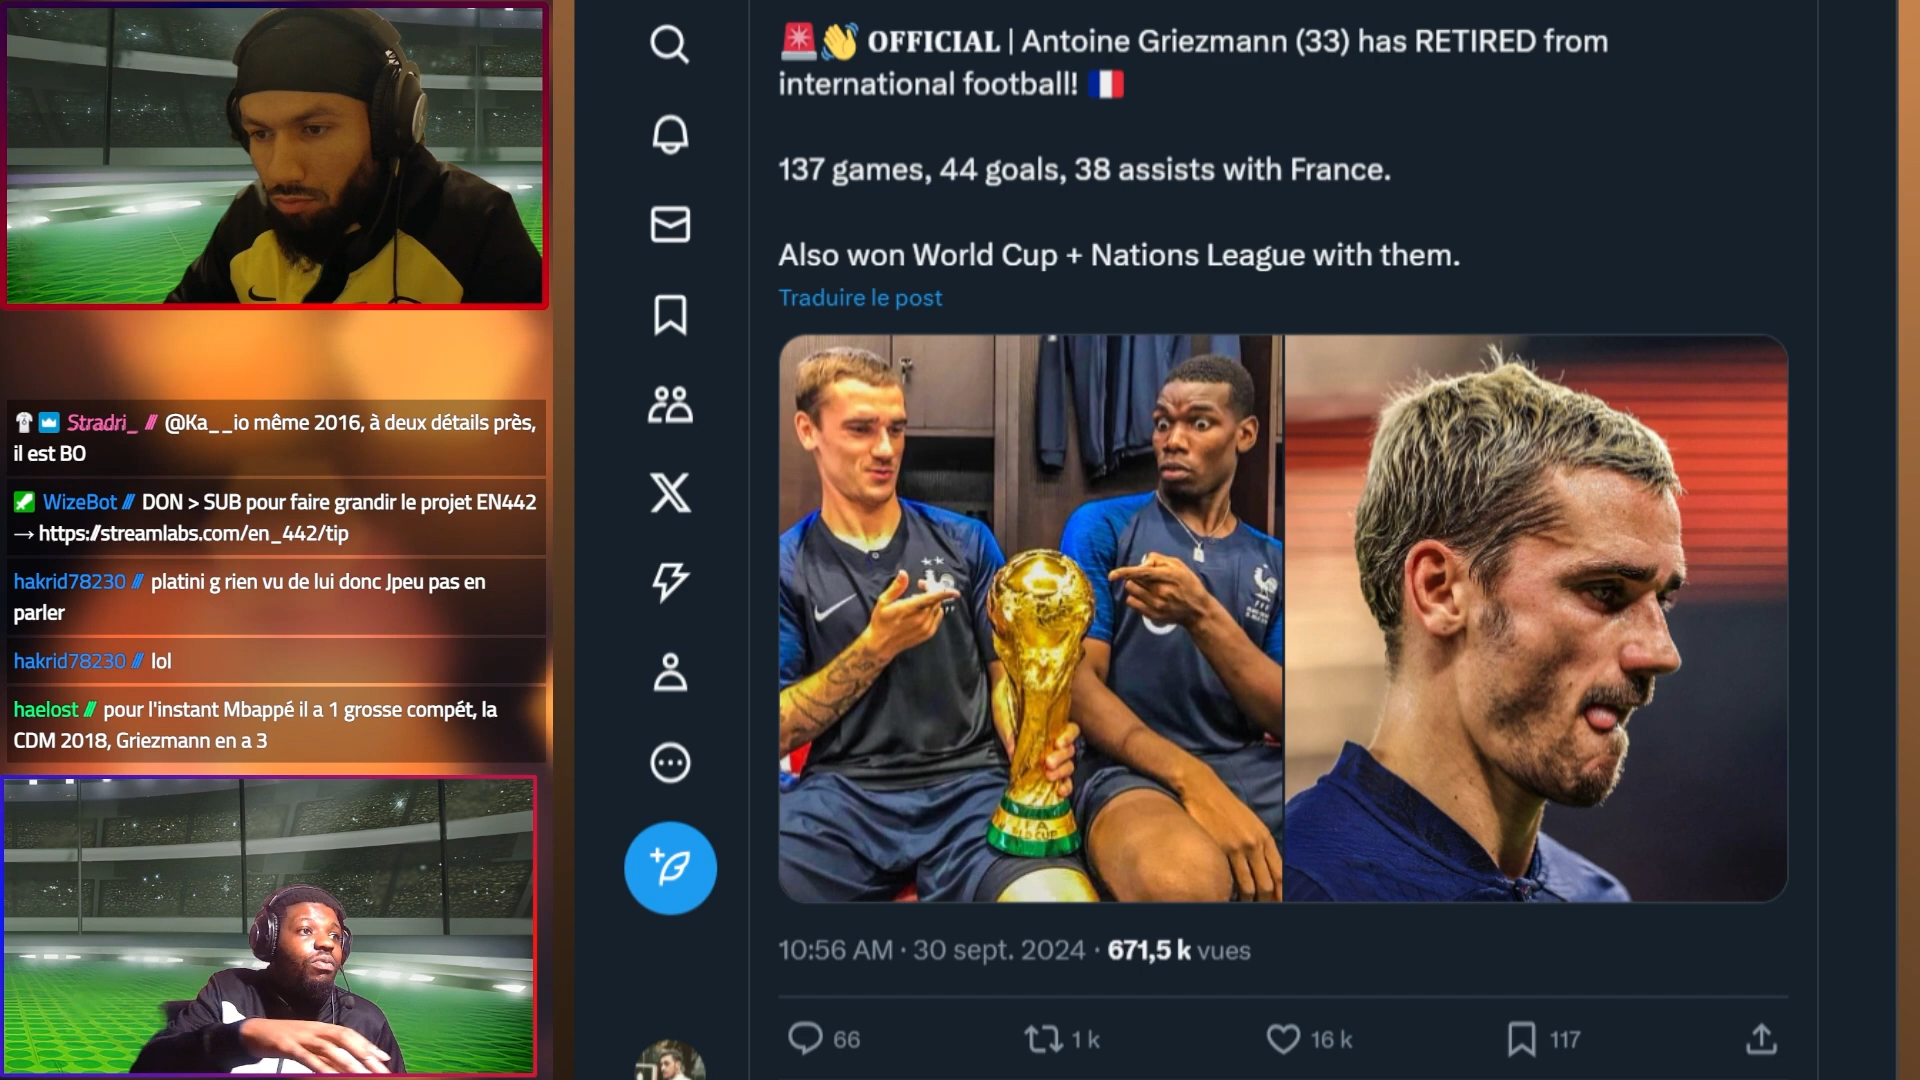 Stradri_ /// @Ka__io même 2016, à deux détails près,
il est BO
WizeBot /// DON > SUB pour faire grandir le projet EN442
→ https://streamlabs.com/en_442/tip
hakrid78230 /// platini g rien vu de lui donc Jpeu pas en
parler
hakrid78230 /// lol
haelost /// pour l'instant Mbappé il a 1 grosse compét, la
CDM 2018, Griezmann en a 3
🚨👋 OFFICIAL | Antoine Griezmann (33) has RETIRED from
international football! 🇫🇷
137 games, 44 goals, 38 assists with France.
Also won World Cup + Nations League with them.
Traduire le post
10:56 AM · 30 sept. 2024 · 671,5 k vues
66 1 k 16 k 117